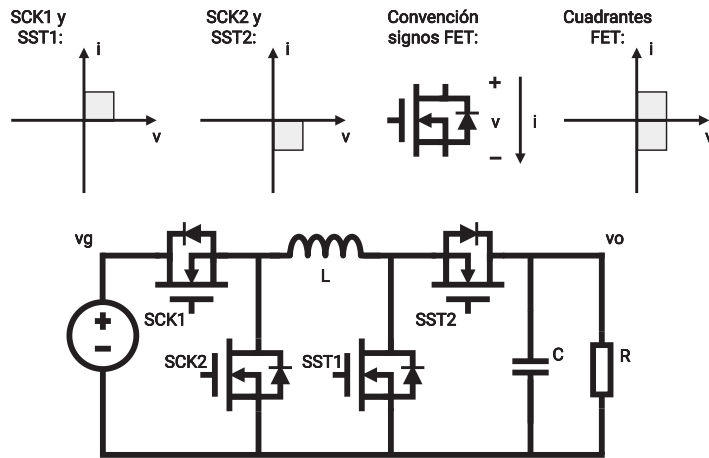 SCK1 y
SST1:
i
v
SCK2 y
SST2:
i
v
Convención
signos FET:
+
v
i
−
Cuadrantes
FET:
i
v
vg
SCK1
L
SST2
vo
+
−
SCK2
SST1
C
R